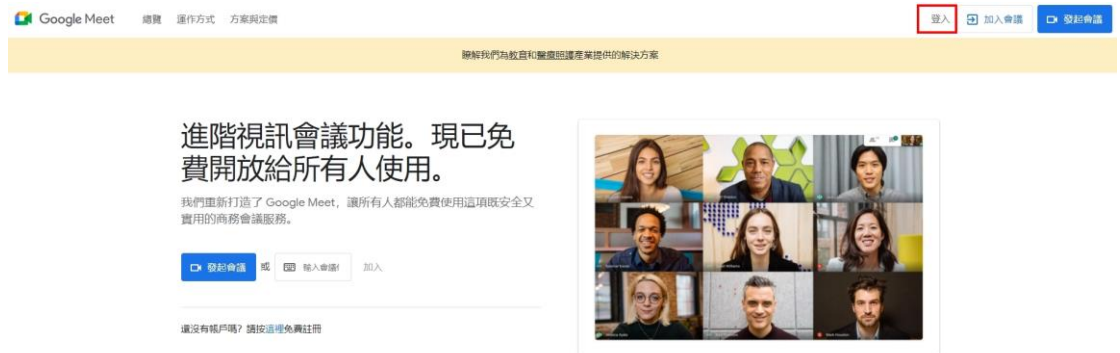 Google Meet 總覽 運作方式 方案與定價 登入 加入會議 發起會議
瞭解我們為教育和醫療照護產業提供的解決方案
進階視訊會議功能。現已免
費開放給所有人使用。
我們重新打造了 Google Meet，讓所有人都能免費使用這項既安全又
實用的商務會議服務。
發起會議 或 輸入會議 加入
還沒有帳戶嗎？請按這裡免費註冊